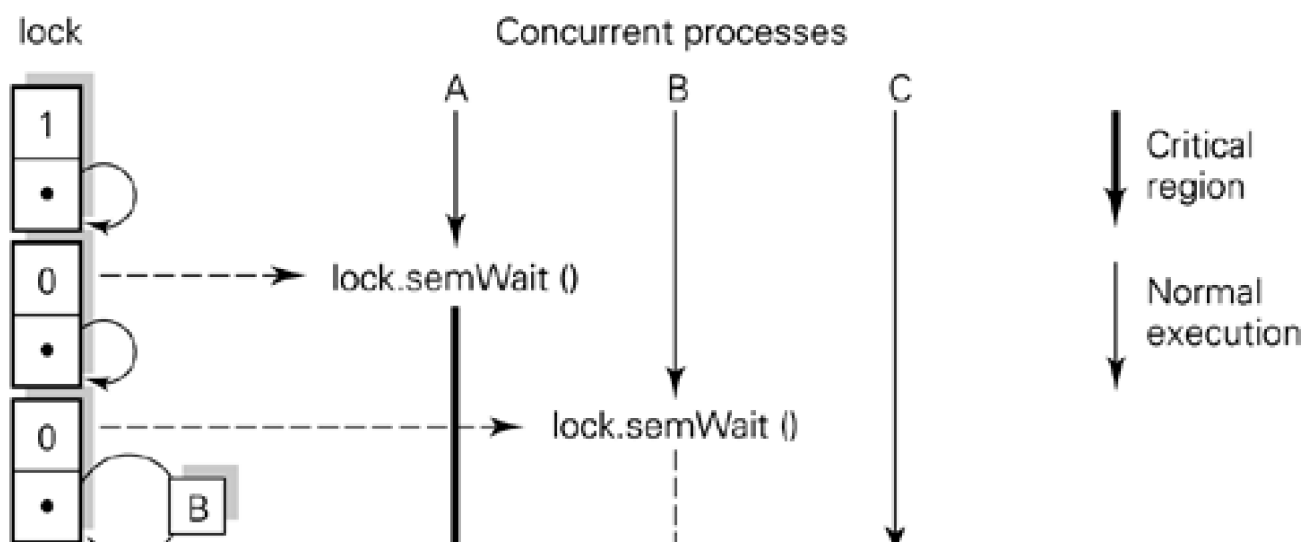 lock
Concurrent processes
A
B
C
1
Critical
region
0
lock.semWait ()
Normal
execution
0
lock.semWait ()
B